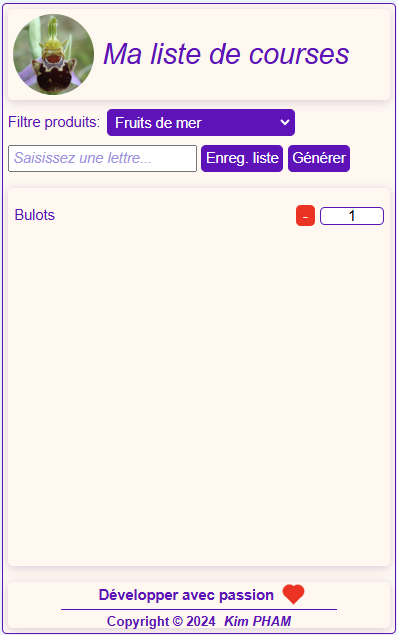 Ma liste de courses
Filtre produits: Fruits de mer
Saisissez une lettre... Enreg. liste Générer
Bulots - 1
Développer avec passion
Copyright © 2024 Kim PHAM